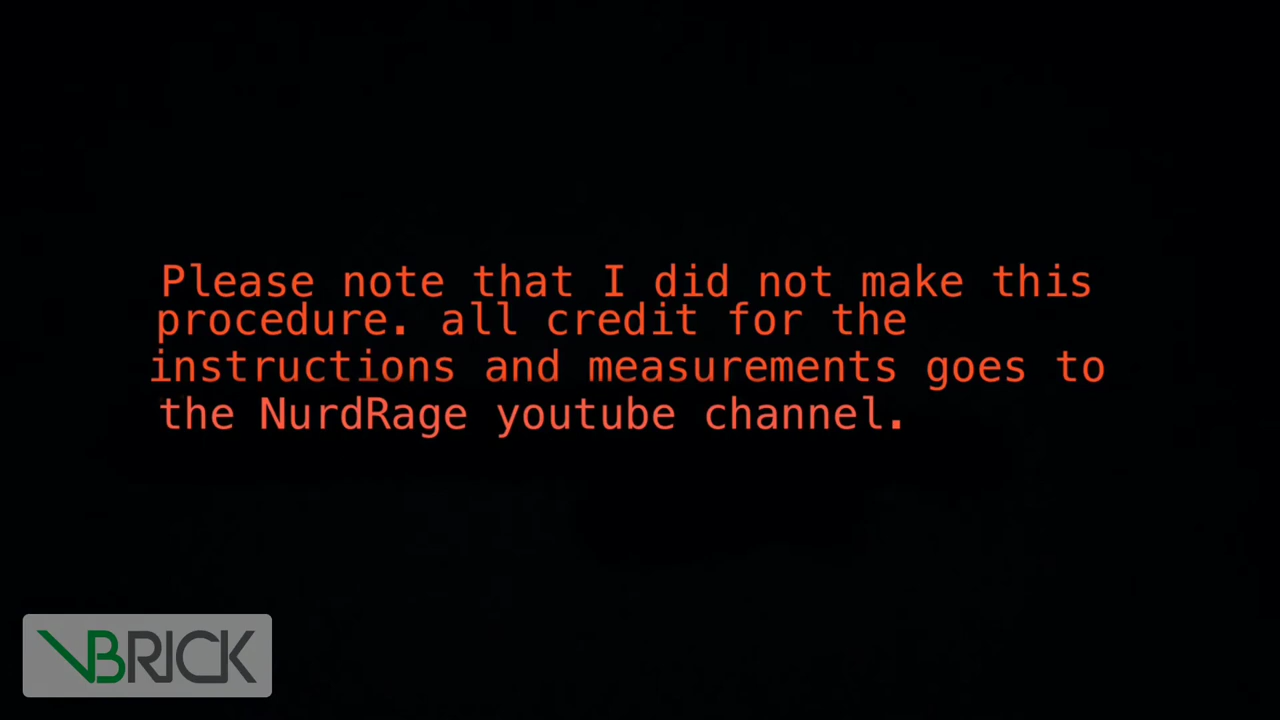 Please note that I did not make this
procedure. all credit for the
instructions and measurements goes to
the NurdRage youtube channel.
VBRICK